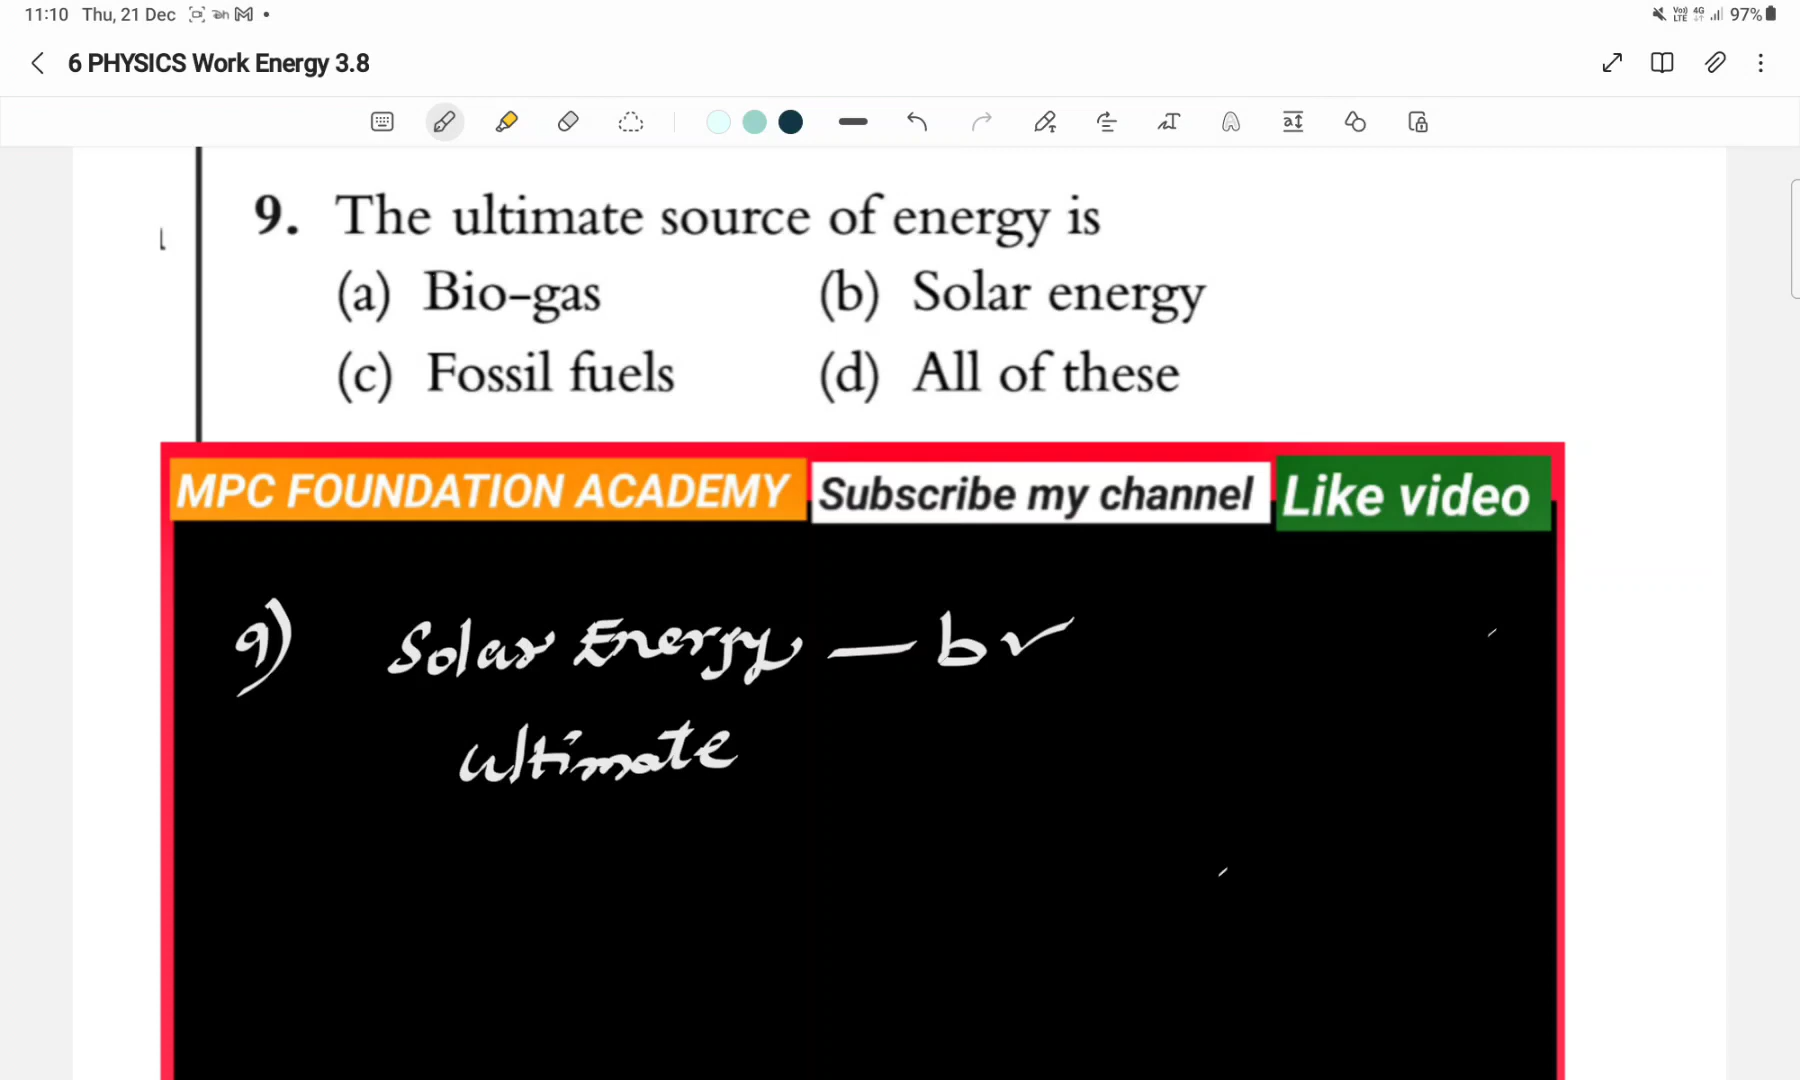 11:10 Thu, 21 Dec 97%
6 PHYSICS Work Energy 3.8
9. The ultimate source of energy is
(a) Bio-gas (b) Solar energy
(c) Fossil fuels (d) All of these
MPC FOUNDATION ACADEMY Subscribe my channel Like video
9) Solar Energy — b ✓
ultimate